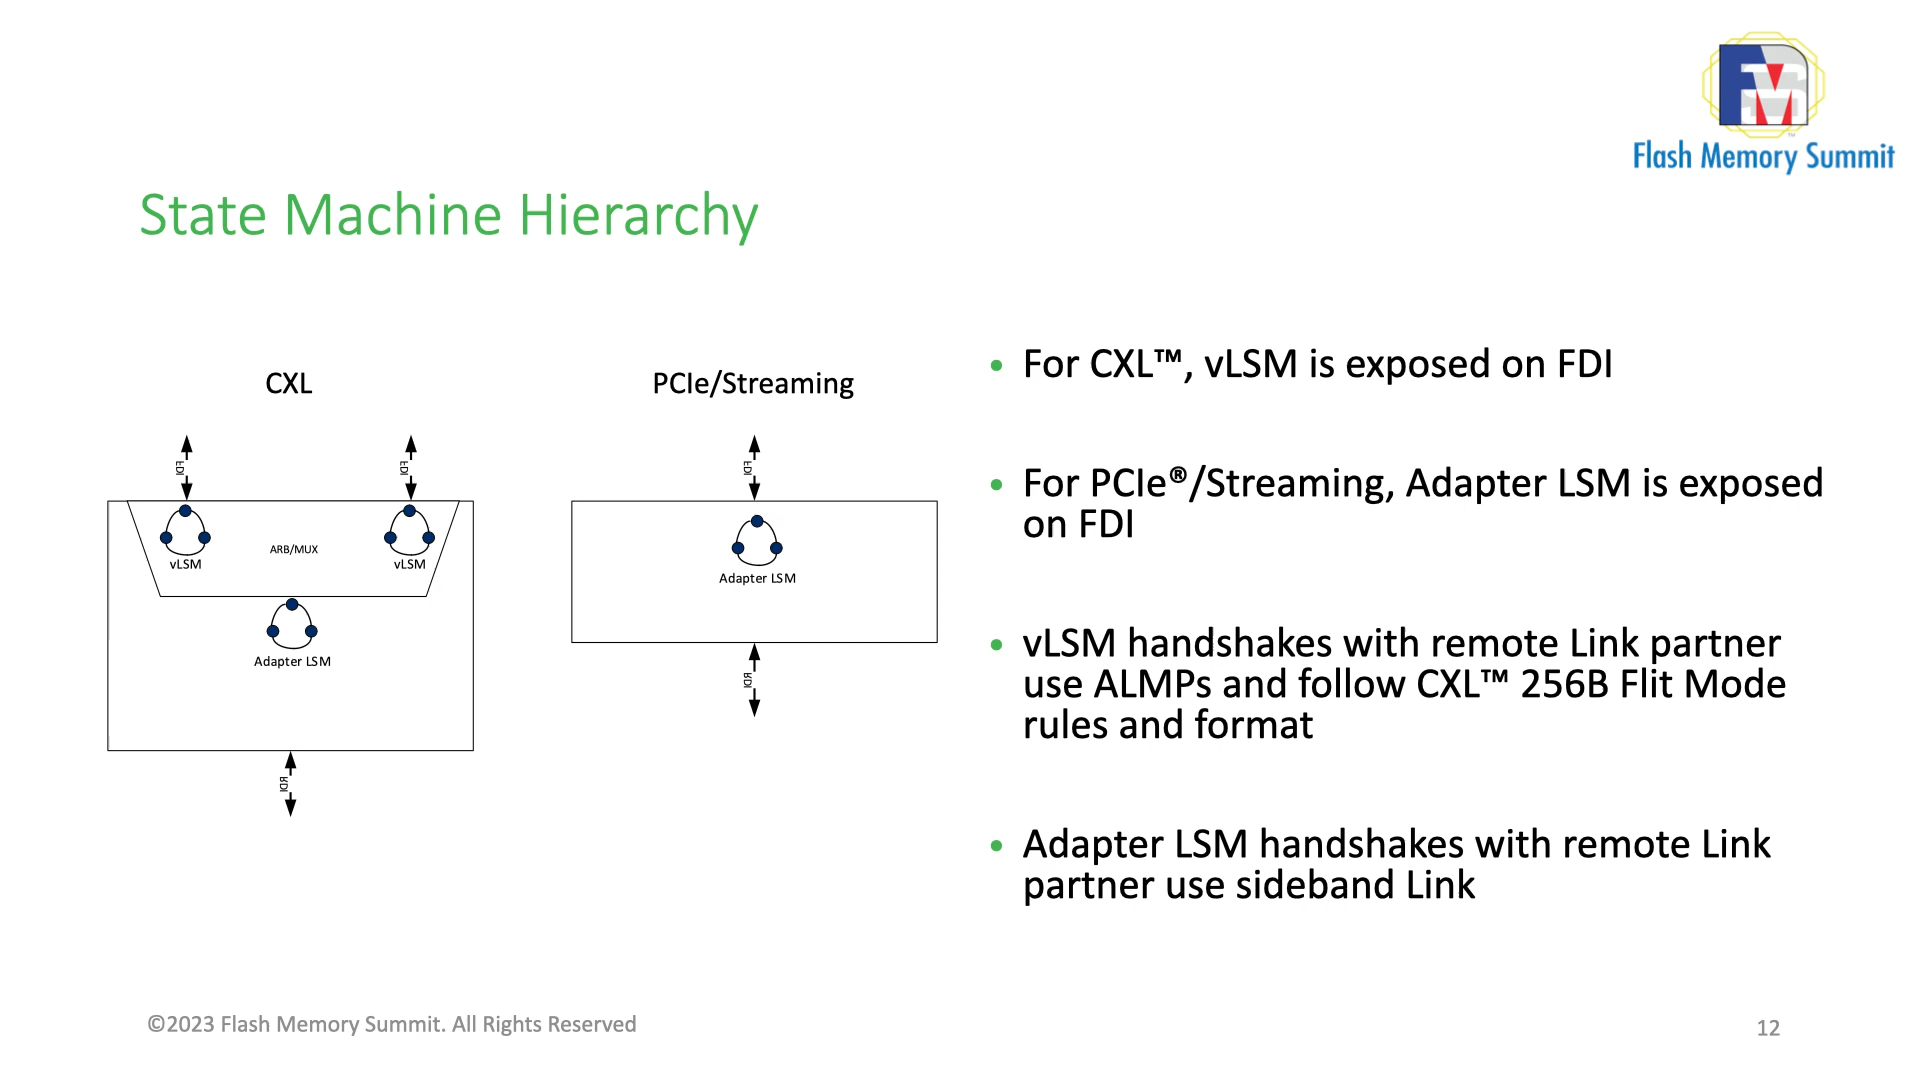 Flash Memory Summit
State Machine Hierarchy
CXL
FDI
FDI
vLSM
ARB/MUX
vLSM
Adapter LSM
RDI
PCIe/Streaming
FDI
Adapter LSM
RDI
• For CXL™, vLSM is exposed on FDI
• For PCIe®/Streaming, Adapter LSM is exposed
on FDI
• vLSM handshakes with remote Link partner
use ALMPs and follow CXL™ 256B Flit Mode
rules and format
• Adapter LSM handshakes with remote Link
partner use sideband Link
©2023 Flash Memory Summit. All Rights Reserved
12